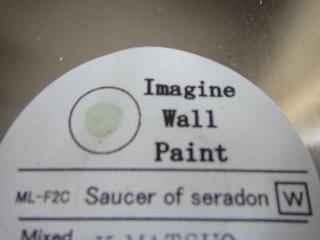 Imagine
Wall
Paint
ML-F2C Saucer of seradon W
Mixed